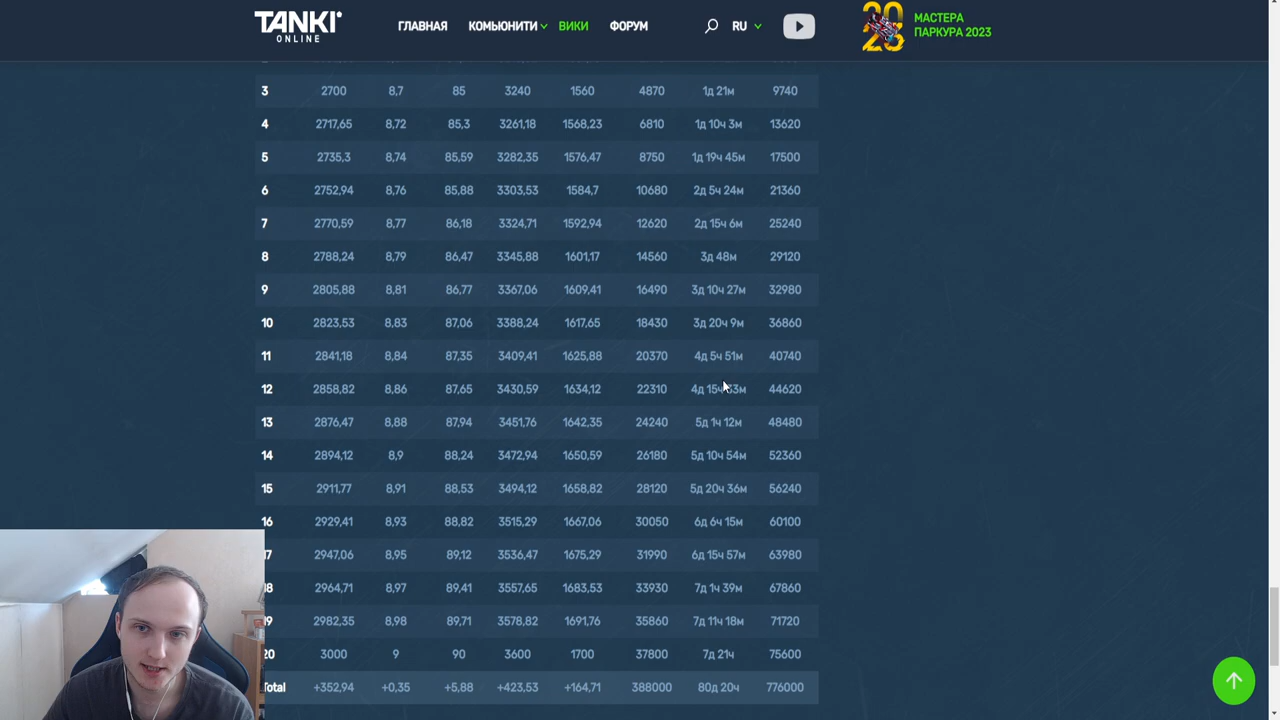 TANKI
ONLINE
ГЛАВНАЯ КОМЬЮНИТИ ВИКИ ФОРУМ RU
2023 МАСТЕРА
ПАРКУРА 2023
3 2700 8,7 85 3240 1560 4870 1д 21м 9740
4 2717,65 8,72 85,3 3261,18 1568,23 6810 1д 10ч 3м 13620
5 2735,3 8,74 85,59 3282,35 1576,47 8750 1д 19ч 45м 17500
6 2752,94 8,76 85,88 3303,53 1584,7 10680 2д 5ч 24м 21360
7 2770,59 8,77 86,18 3324,71 1592,94 12620 2д 15ч 6м 25240
8 2788,24 8,79 86,47 3345,88 1601,17 14560 3д 48м 29120
9 2805,88 8,81 86,77 3367,06 1609,41 16490 3д 10ч 27м 32980
10 2823,53 8,83 87,06 3388,24 1617,65 18430 3д 20ч 9м 36860
11 2841,18 8,84 87,35 3409,41 1625,88 20370 4д 5ч 51м 40740
12 2858,82 8,86 87,65 3430,59 1634,12 22310 4д 15ч 33м 44620
13 2876,47 8,88 87,94 3451,76 1642,35 24240 5д 1ч 12м 48480
14 2894,12 8,9 88,24 3472,94 1650,59 26180 5д 10ч 54м 52360
15 2911,77 8,91 88,53 3494,12 1658,82 28120 5д 20ч 36м 56240
16 2929,41 8,93 88,82 3515,29 1667,06 30050 6д 6ч 15м 60100
17 2947,06 8,95 89,12 3536,47 1675,29 31990 6д 15ч 57м 63980
18 2964,71 8,97 89,41 3557,65 1683,53 33930 7д 1ч 39м 67860
19 2982,35 8,98 89,71 3578,82 1691,76 35860 7д 11ч 18м 71720
20 3000 9 90 3600 1700 37800 7д 21ч 75600
Total +352,94 +0,35 +5,88 +423,53 +164,71 388000 80д 20ч 776000